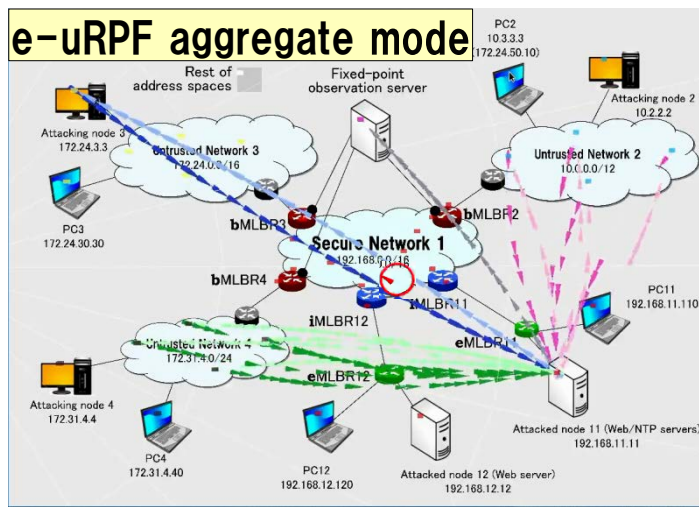 e-uRPF aggregate mode
PC2
10.3.3.3
(172.24.50.10)
Rest of
address spaces
Fixed-point
observation server
Attacking node 2
10.2.2.2
Attacking node 3
172.24.3.3
Untrusted Network 3
172.24.0.0/16
Untrusted Network 2
10.0.0.0/12
PC3
172.24.30.30
bMLBR3
bMLBR2
Secure Network 1
192.168.0.0/16
bMLBR4
iMLBR11
iMLBR12
PC11
192.168.11.110
eMLBR11
Untrusted Network 4
172.31.4.0/24
eMLBR12
Attacking node 4
172.31.4.4
PC4
172.31.4.40
PC12
192.168.12.120
Attacked node 12 (Web server)
192.168.12.12
Attacked node 11 (Web/NTP servers)
192.168.11.11